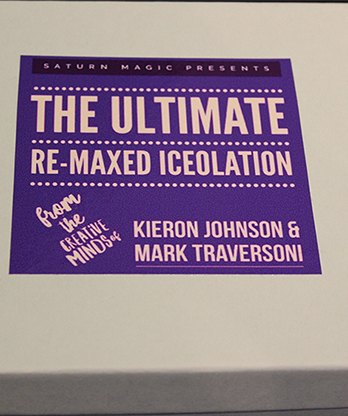 SATURN MAGIC PRESENTS
THE ULTIMATE
RE-MAXED ICEOLATION
from
the
CREATIVE
MINDS of
KIERON JOHNSON &
MARK TRAVERSONI